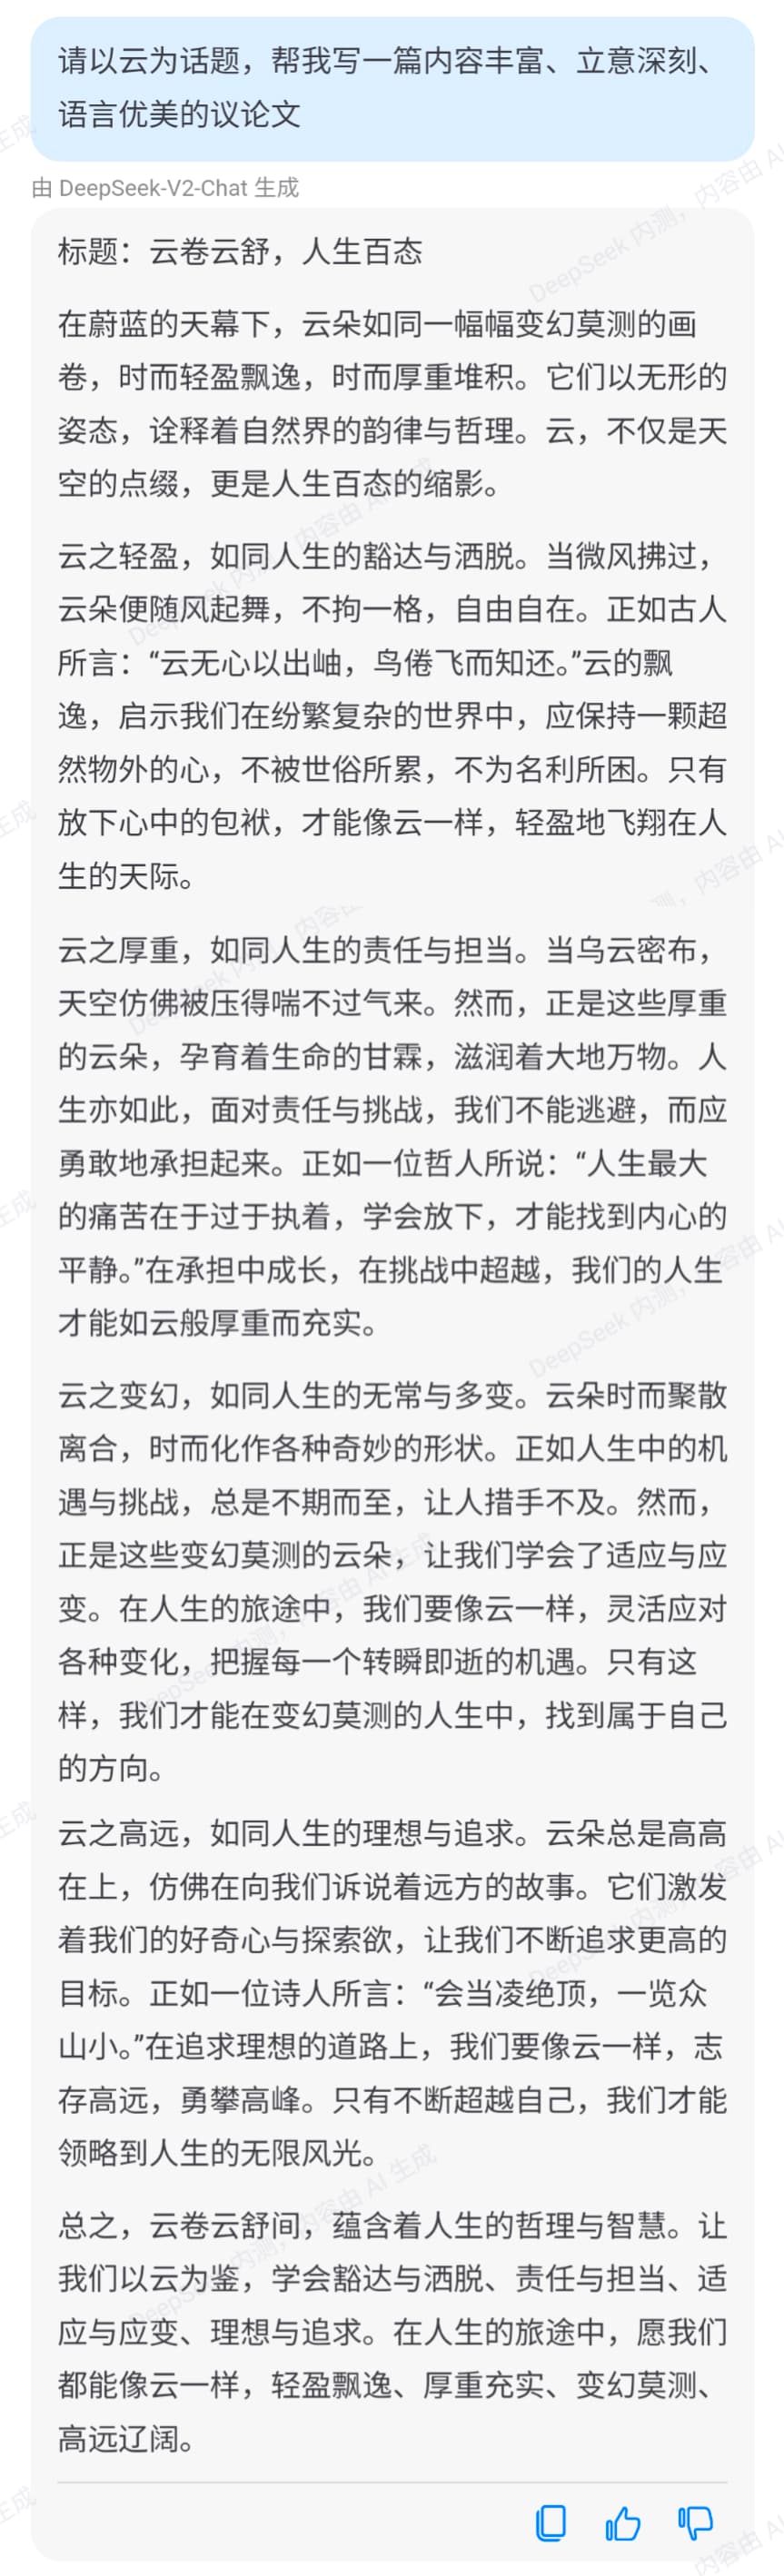 请以云为话题，帮我写一篇内容丰富、立意深刻、
语言优美的议论文
由 DeepSeek-V2-Chat 生成
标题：云卷云舒，人生百态
在蔚蓝的天幕下，云朵如同一幅幅变幻莫测的画
卷，时而轻盈飘逸，时而厚重堆积。它们以无形的
姿态，诠释着自然界的韵律与哲理。云，不仅是天
空的点缀，更是人生百态的缩影。
云之轻盈，如同人生的豁达与洒脱。当微风拂过，
云朵便随风起舞，不拘一格，自由自在。正如古人
所言：“云无心以出岫，鸟倦飞而知还。”云的飘
逸，启示我们在纷繁复杂的世界中，应保持一颗超
然物外的心，不被世俗所累，不为名利所困。只有
放下心中的包袱，才能像云一样，轻盈地飞翔在人
生的天际。
云之厚重，如同人生的责任与担当。当乌云密布，
天空仿佛被压得喘不过气来。然而，正是这些厚重
的云朵，孕育着生命的甘霖，滋润着大地万物。人
生亦如此，面对责任与挑战，我们不能逃避，而应
勇敢地承担起来。正如一位哲人所说：“人生最大
的痛苦在于过于执着，学会放下，才能找到内心的
平静。”在承担中成长，在挑战中超越，我们的人生
才能如云般厚重而充实。
云之变幻，如同人生的无常与多变。云朵时而聚散
离合，时而化作各种奇妙的形状。正如人生中的机
遇与挑战，总是不期而至，让人措手不及。然而，
正是这些变幻莫测的云朵，让我们学会了适应与应
变。在人生的旅途中，我们要像云一样，灵活应对
各种变化，把握每一个转瞬即逝的机遇。只有这
样，我们才能在变幻莫测的人生中，找到属于自己
的方向。
云之高远，如同人生的理想与追求。云朵总是高高
在上，仿佛在向我们诉说着远方的故事。它们激发
着我们的好奇心与探索欲，让我们不断追求更高的
目标。正如一位诗人所言：“会当凌绝顶，一览众
山小。”在追求理想的道路上，我们要像云一样，志
存高远，勇攀高峰。只有不断超越自己，我们才能
领略到人生的无限风光。
总之，云卷云舒间，蕴含着人生的哲理与智慧。让
我们以云为鉴，学会豁达与洒脱、责任与担当、适
应与应变、理想与追求。在人生的旅途中，愿我们
都能像云一样，轻盈飘逸、厚重充实、变幻莫测、
高远辽阔。
DeepSeek 内测，内容由 AI 生成